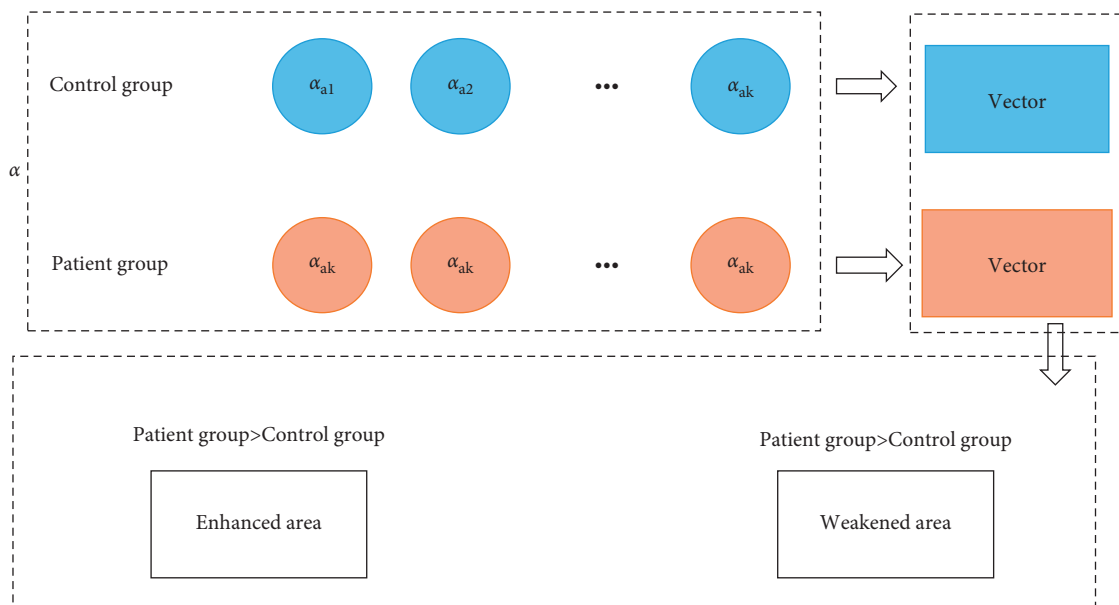 Control group
α_a1
α_a2
...
α_ak
Vector
α
Patient group
α_ak
α_ak
...
α_ak
Vector
Patient group>Control group
Patient group>Control group
Enhanced area
Weakened area